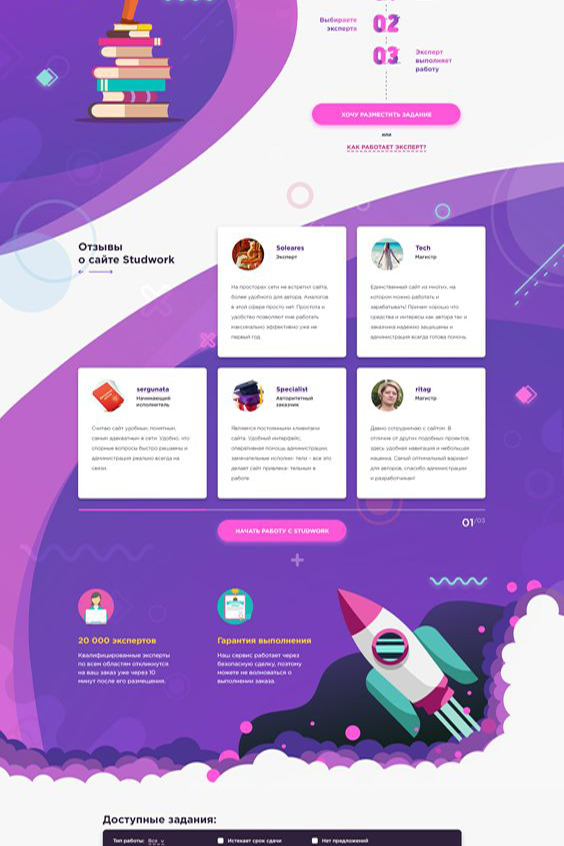 Выбираете
эксперта
02
03
Эксперт
выполняет
работу
ХОЧУ РАЗМЕСТИТЬ ЗАДАНИЕ
или
КАК РАБОТАЕТ ЭКСПЕРТ?
Отзывы
о сайте Studwork
Soleares
Эксперт
На просторах сети не встретил сайта,
более удобного для автора. Аналогов
в этой сфере просто нет. Простота и
удобство позволяют мне работать
максимально эффективно уже не
первый год.
Tech
Магистр
Единственный сайт из многих, на
котором можно работать и
зарабатывать! Причем хорошо что
средства и интересы как автора так и
заказчика надежно защищены и
администрация всегда готова помочь.
sergunata
Начинающий
исполнитель
Считаю сайт удобным, понятным,
самым адекватным в сети. Удобно, что
спорные вопросы быстро решаемы и
администрация реально всегда на
связи.
Specialist
Авторитетный
заказчик
Являемся постоянными клиентами
сайта. Удобный интерфейс,
оперативная помощь администрации,
замечательные исполни- тели – все это
делает сайт привлека- тельным в
работе
ritag
Магистр
Давно сотрудничаю с сайтом. В
отличие от других подобных проектов,
здесь удобная навигация и небольшая
наценка. Самый оптимальный вариант
для авторов, спасибо администрации
и разработчикам!
01/03
НАЧАТЬ РАБОТУ С STUDWORK
20 000 экспертов
Квалифицированные эксперты
по всем областям откликнутся
на ваш заказ уже через 10
минут после его размещения.
Гарантия выполнения
Наш сервис работает через
безопасную сделку, поэтому
можете не волноваться о
выполнении заказа.
Доступные задания:
Тип работы: Все
Истекает срок сдачи
Нет предложений